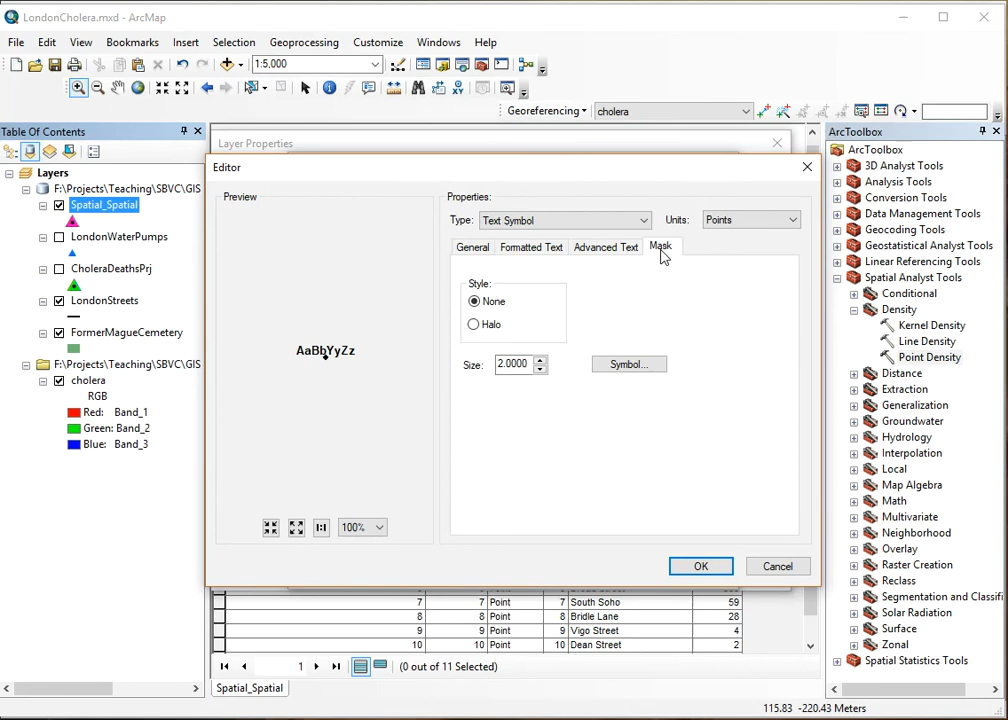 LondonCholera.mxd - ArcMap
File Edit View Bookmarks Insert Selection Geoprocessing Customize Windows Help
1:5,000
Georeferencing cholera
Table Of Contents
Layers
F:\Projects\Teaching\SBVC\GIS
Spatial_Spatial
LondonWaterPumps
CholeraDeathsPrj
LondonStreets
FormerMagueCemetery
F:\Projects\Teaching\SBVC\GIS
cholera
RGB
Red: Band_1
Green: Band_2
Blue: Band_3
Layer Properties
Editor
Preview
AaBbYyZz
1:1
100%
Properties:
Type: Text Symbol Units: Points
General Formatted Text Advanced Text Mask
Style:
None
Halo
Size: 2.0000 Symbol...
OK Cancel
7 7 Point 7 South Soho 59
8 8 Point 8 Bridle Lane 28
9 9 Point 9 Vigo Street 4
10 10 Point 10 Dean Street 2
1 (0 out of 11 Selected)
Spatial_Spatial
ArcToolbox
ArcToolbox
3D Analyst Tools
Analysis Tools
Conversion Tools
Data Management Tools
Geocoding Tools
Geostatistical Analyst Tools
Linear Referencing Tools
Spatial Analyst Tools
Conditional
Density
Kernel Density
Line Density
Point Density
Distance
Extraction
Generalization
Groundwater
Hydrology
Interpolation
Local
Map Algebra
Math
Multivariate
Neighborhood
Overlay
Raster Creation
Reclass
Segmentation and Classifi
Solar Radiation
Surface
Zonal
Spatial Statistics Tools
115.83 -220.43 Meters